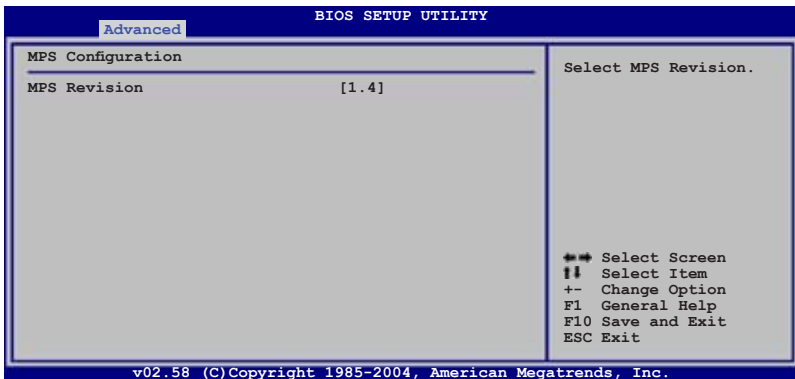 BIOS SETUP UTILITY
Advanced
MPS Configuration
MPS Revision [1.4]
Select MPS Revision.
Select Screen
Select Item
+- Change Option
F1 General Help
F10 Save and Exit
ESC Exit
v02.58 (C)Copyright 1985-2004, American Megatrends, Inc.